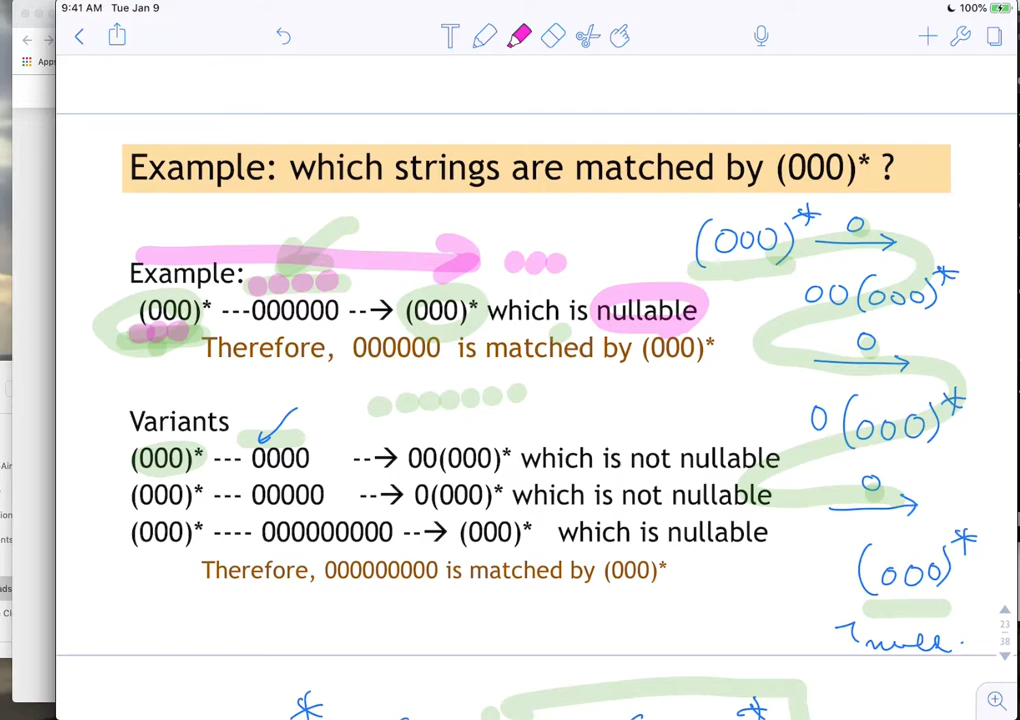 9:41 AM Tue Jan 9
100%
Apps
T
Example: which strings are matched by (000)* ?
Example:
(000)* ---000000 --→ (000)* which is nullable
Therefore, 000000 is matched by (000)*
Variants
(000)* --- 0000 --→ 00(000)* which is not nullable
(000)* --- 00000 --→ 0(000)* which is not nullable
(000)* ---- 000000000 --→ (000)* which is nullable
Therefore, 000000000 is matched by (000)*
(000)* 0 →
00(000)*
0 →
0(000)*
0 →
(000)*
23
38